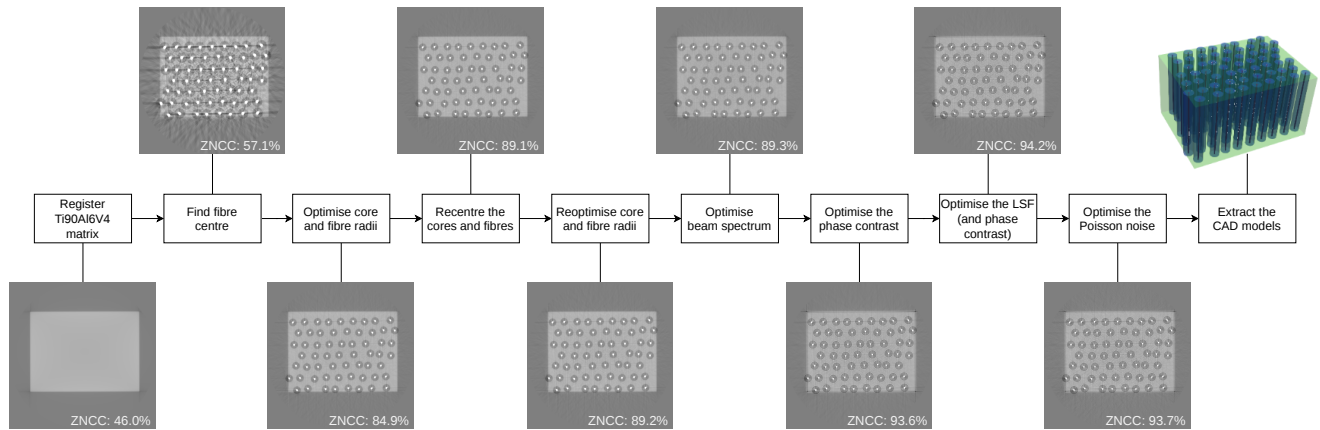 ZNCC: 57.1%
ZNCC: 89.1%
ZNCC: 89.3%
ZNCC: 94.2%
Register
Ti90Al6V4
matrix
Find fibre
centre
Optimise core
and fibre radii
Recentre the
cores and fibres
Reoptimise core
and fibre radii
Optimise
beam spectrum
Optimise the
phase contrast
Optimise the LSF
(and phase
contrast)
Optimise the
Poisson noise
Extract the
CAD models
ZNCC: 46.0%
ZNCC: 84.9%
ZNCC: 89.2%
ZNCC: 93.6%
ZNCC: 93.7%